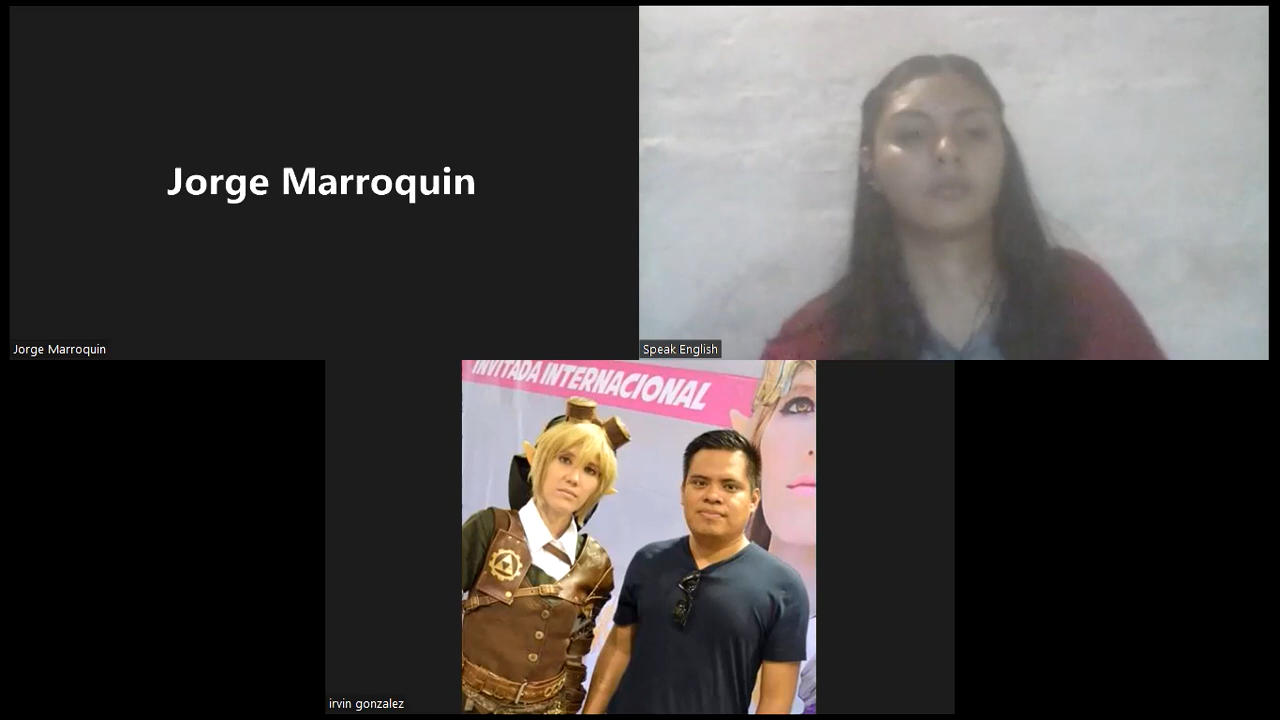 Jorge Marroquin
Jorge Marroquin
Speak English
INVITADA INTERNACIONAL
irvin gonzalez